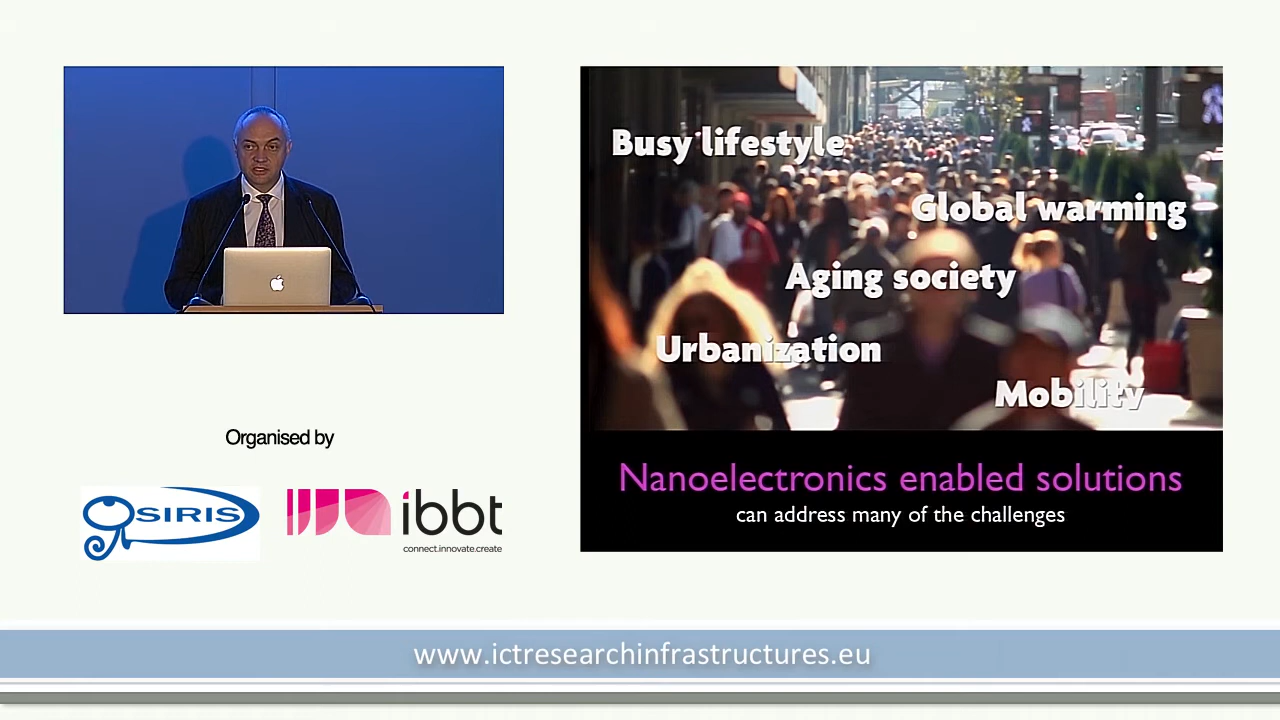 Busy lifestyle
Global warming
Aging society
Urbanization
Mobility
Nanoelectronics enabled solutions
can address many of the challenges
Organised by
OSIRIS
ibbt
connect.innovate.create
www.ictresearchinfrastructures.eu